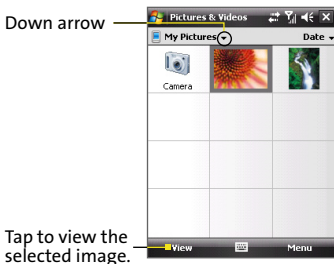 Down arrow
Pictures & Videos
My Pictures
Date
Camera
Tap to view the
selected image.
View
Menu